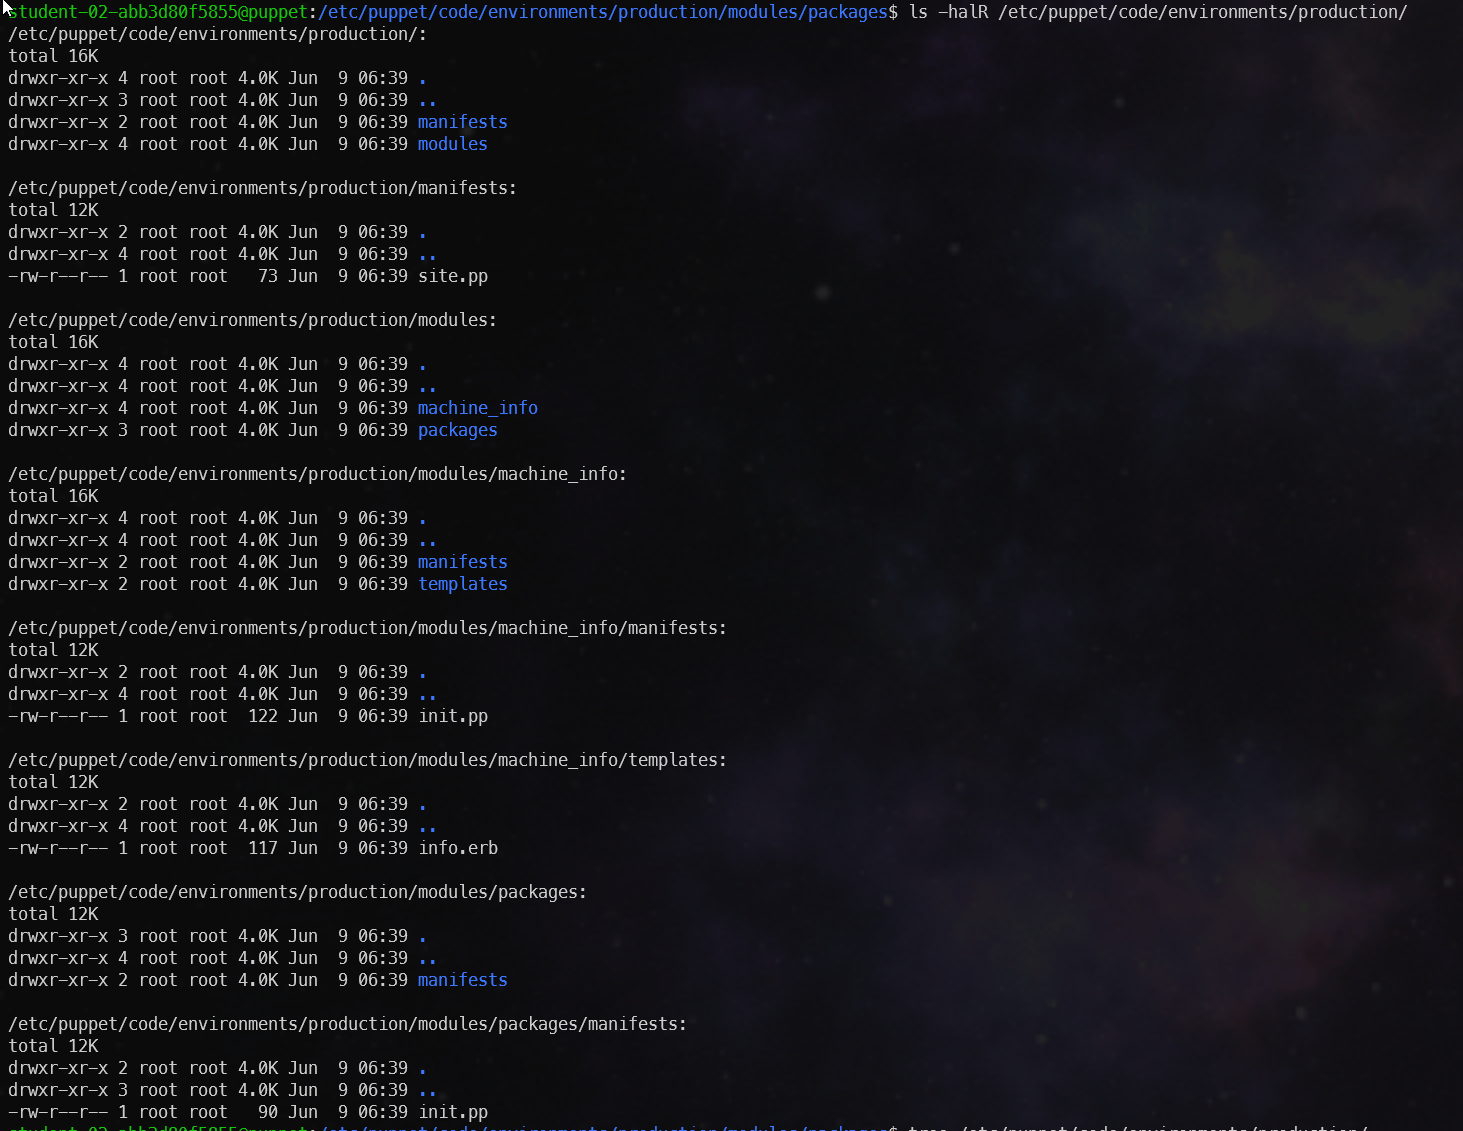 student-02-abb3d80f5855@puppet:/etc/puppet/code/environments/production/modules/packages$ ls -halR /etc/puppet/code/environments/production/
/etc/puppet/code/environments/production/:
total 16K
drwxr-xr-x 4 root root 4.0K Jun  9 06:39 .
drwxr-xr-x 3 root root 4.0K Jun  9 06:39 ..
drwxr-xr-x 2 root root 4.0K Jun  9 06:39 manifests
drwxr-xr-x 4 root root 4.0K Jun  9 06:39 modules

/etc/puppet/code/environments/production/manifests:
total 12K
drwxr-xr-x 2 root root 4.0K Jun  9 06:39 .
drwxr-xr-x 4 root root 4.0K Jun  9 06:39 ..
-rw-r--r-- 1 root root   73 Jun  9 06:39 site.pp

/etc/puppet/code/environments/production/modules:
total 16K
drwxr-xr-x 4 root root 4.0K Jun  9 06:39 .
drwxr-xr-x 4 root root 4.0K Jun  9 06:39 ..
drwxr-xr-x 4 root root 4.0K Jun  9 06:39 machine_info
drwxr-xr-x 3 root root 4.0K Jun  9 06:39 packages

/etc/puppet/code/environments/production/modules/machine_info:
total 16K
drwxr-xr-x 4 root root 4.0K Jun  9 06:39 .
drwxr-xr-x 4 root root 4.0K Jun  9 06:39 ..
drwxr-xr-x 2 root root 4.0K Jun  9 06:39 manifests
drwxr-xr-x 2 root root 4.0K Jun  9 06:39 templates

/etc/puppet/code/environments/production/modules/machine_info/manifests:
total 12K
drwxr-xr-x 2 root root 4.0K Jun  9 06:39 .
drwxr-xr-x 4 root root 4.0K Jun  9 06:39 ..
-rw-r--r-- 1 root root  122 Jun  9 06:39 init.pp

/etc/puppet/code/environments/production/modules/machine_info/templates:
total 12K
drwxr-xr-x 2 root root 4.0K Jun  9 06:39 .
drwxr-xr-x 4 root root 4.0K Jun  9 06:39 ..
-rw-r--r-- 1 root root  117 Jun  9 06:39 info.erb

/etc/puppet/code/environments/production/modules/packages:
total 12K
drwxr-xr-x 3 root root 4.0K Jun  9 06:39 .
drwxr-xr-x 4 root root 4.0K Jun  9 06:39 ..
drwxr-xr-x 2 root root 4.0K Jun  9 06:39 manifests

/etc/puppet/code/environments/production/modules/packages/manifests:
total 12K
drwxr-xr-x 2 root root 4.0K Jun  9 06:39 .
drwxr-xr-x 3 root root 4.0K Jun  9 06:39 ..
-rw-r--r-- 1 root root   90 Jun  9 06:39 init.pp
student-02-abb3d80f5855@puppet:/etc/puppet/code/environments/production/modules/packages$ tree /etc/puppet/code/environments/production/